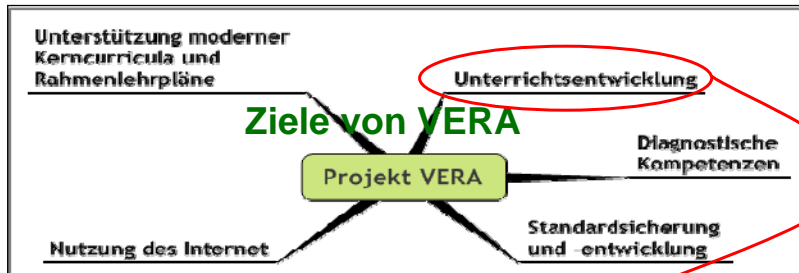 Unterstützung moderner
Kerncurricula und
Rahmenlehrpläne
Unterrichtsentwicklung
Ziele von VERA
Diagnostische
Kompetenzen
Projekt VERA
Standardsicherung
und -entwicklung
Nutzung des Internet